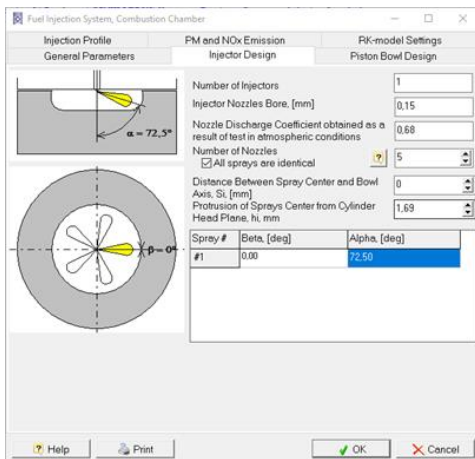 Fuel Injection System, Combustion Chamber
Injection Profile
PM and NOx Emission
RK-model Settings
General Parameters
Injector Design
Piston Bowl Design
α = 72,5°
β = 0°
Number of Injectors
1
Injector Nozzles Bore, [mm]
0,15
Nozzle Discharge Coefficient obtained as a
result of test in atmospheric conditions
0,68
Number of Nozzles
All sprays are identical
?
5
Distance Between Spray Center and Bowl
Axis, Si, [mm]
0
Protrusion of Sprays Center from Cylinder
Head Plane, hi, mm
1,69
Spray # Beta, [deg] Alpha, [deg]
#1 0,00 72,50
? Help
Print
OK
Cancel